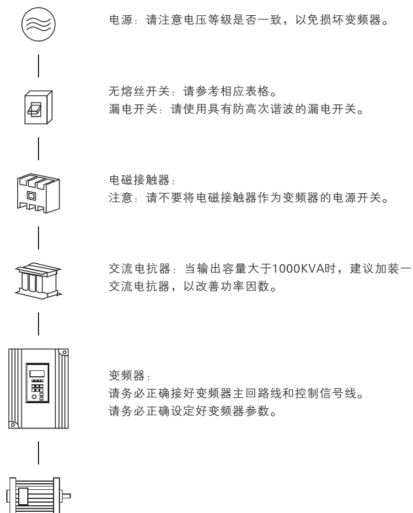 电源：请注意电压等级是否一致，以免损坏变频器。
无熔丝开关：请参考相应表格。
漏电开关：请使用具有防高次谐波的漏电开关。
电磁接触器：
注意：请不要将电磁接触器作为变频器的电源开关。
交流电抗器：当输出容量大于1000KVA时，建议加装一
交流电抗器，以改善功率因数。
变频器：
请务必正确接好变频器主回路线和控制信号线。
请务必正确设定好变频器参数。